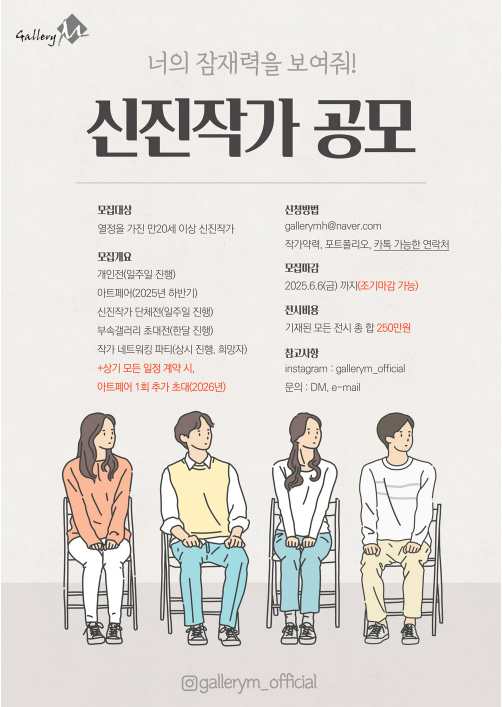 Gallery M
너의 잠재력을 보여줘!
신진작가 공모
모집대상
열정을 가진 만20세 이상 신진작가
모집개요
개인전(일주일 진행)
아트페어(2025년 하반기)
신진작가 단체전(일주일 진행)
부속갤러리 초대전(한달 진행)
작가 네트워킹 파티(상시 진행, 희망자)
+상기 모든 일정 계약 시,
아트페어 1회 추가 초대(2026년)
신청방법
gallerymh@naver.com
작가약력, 포트폴리오, 카톡 가능한 연락처
모집마감
2025.6.6(금) 까지(조기마감 가능)
전시비용
기재된 모든 전시 총 합 250만원
참고사항
instagram : gallerym_official
문의 : DM, e-mail
gallerym_official